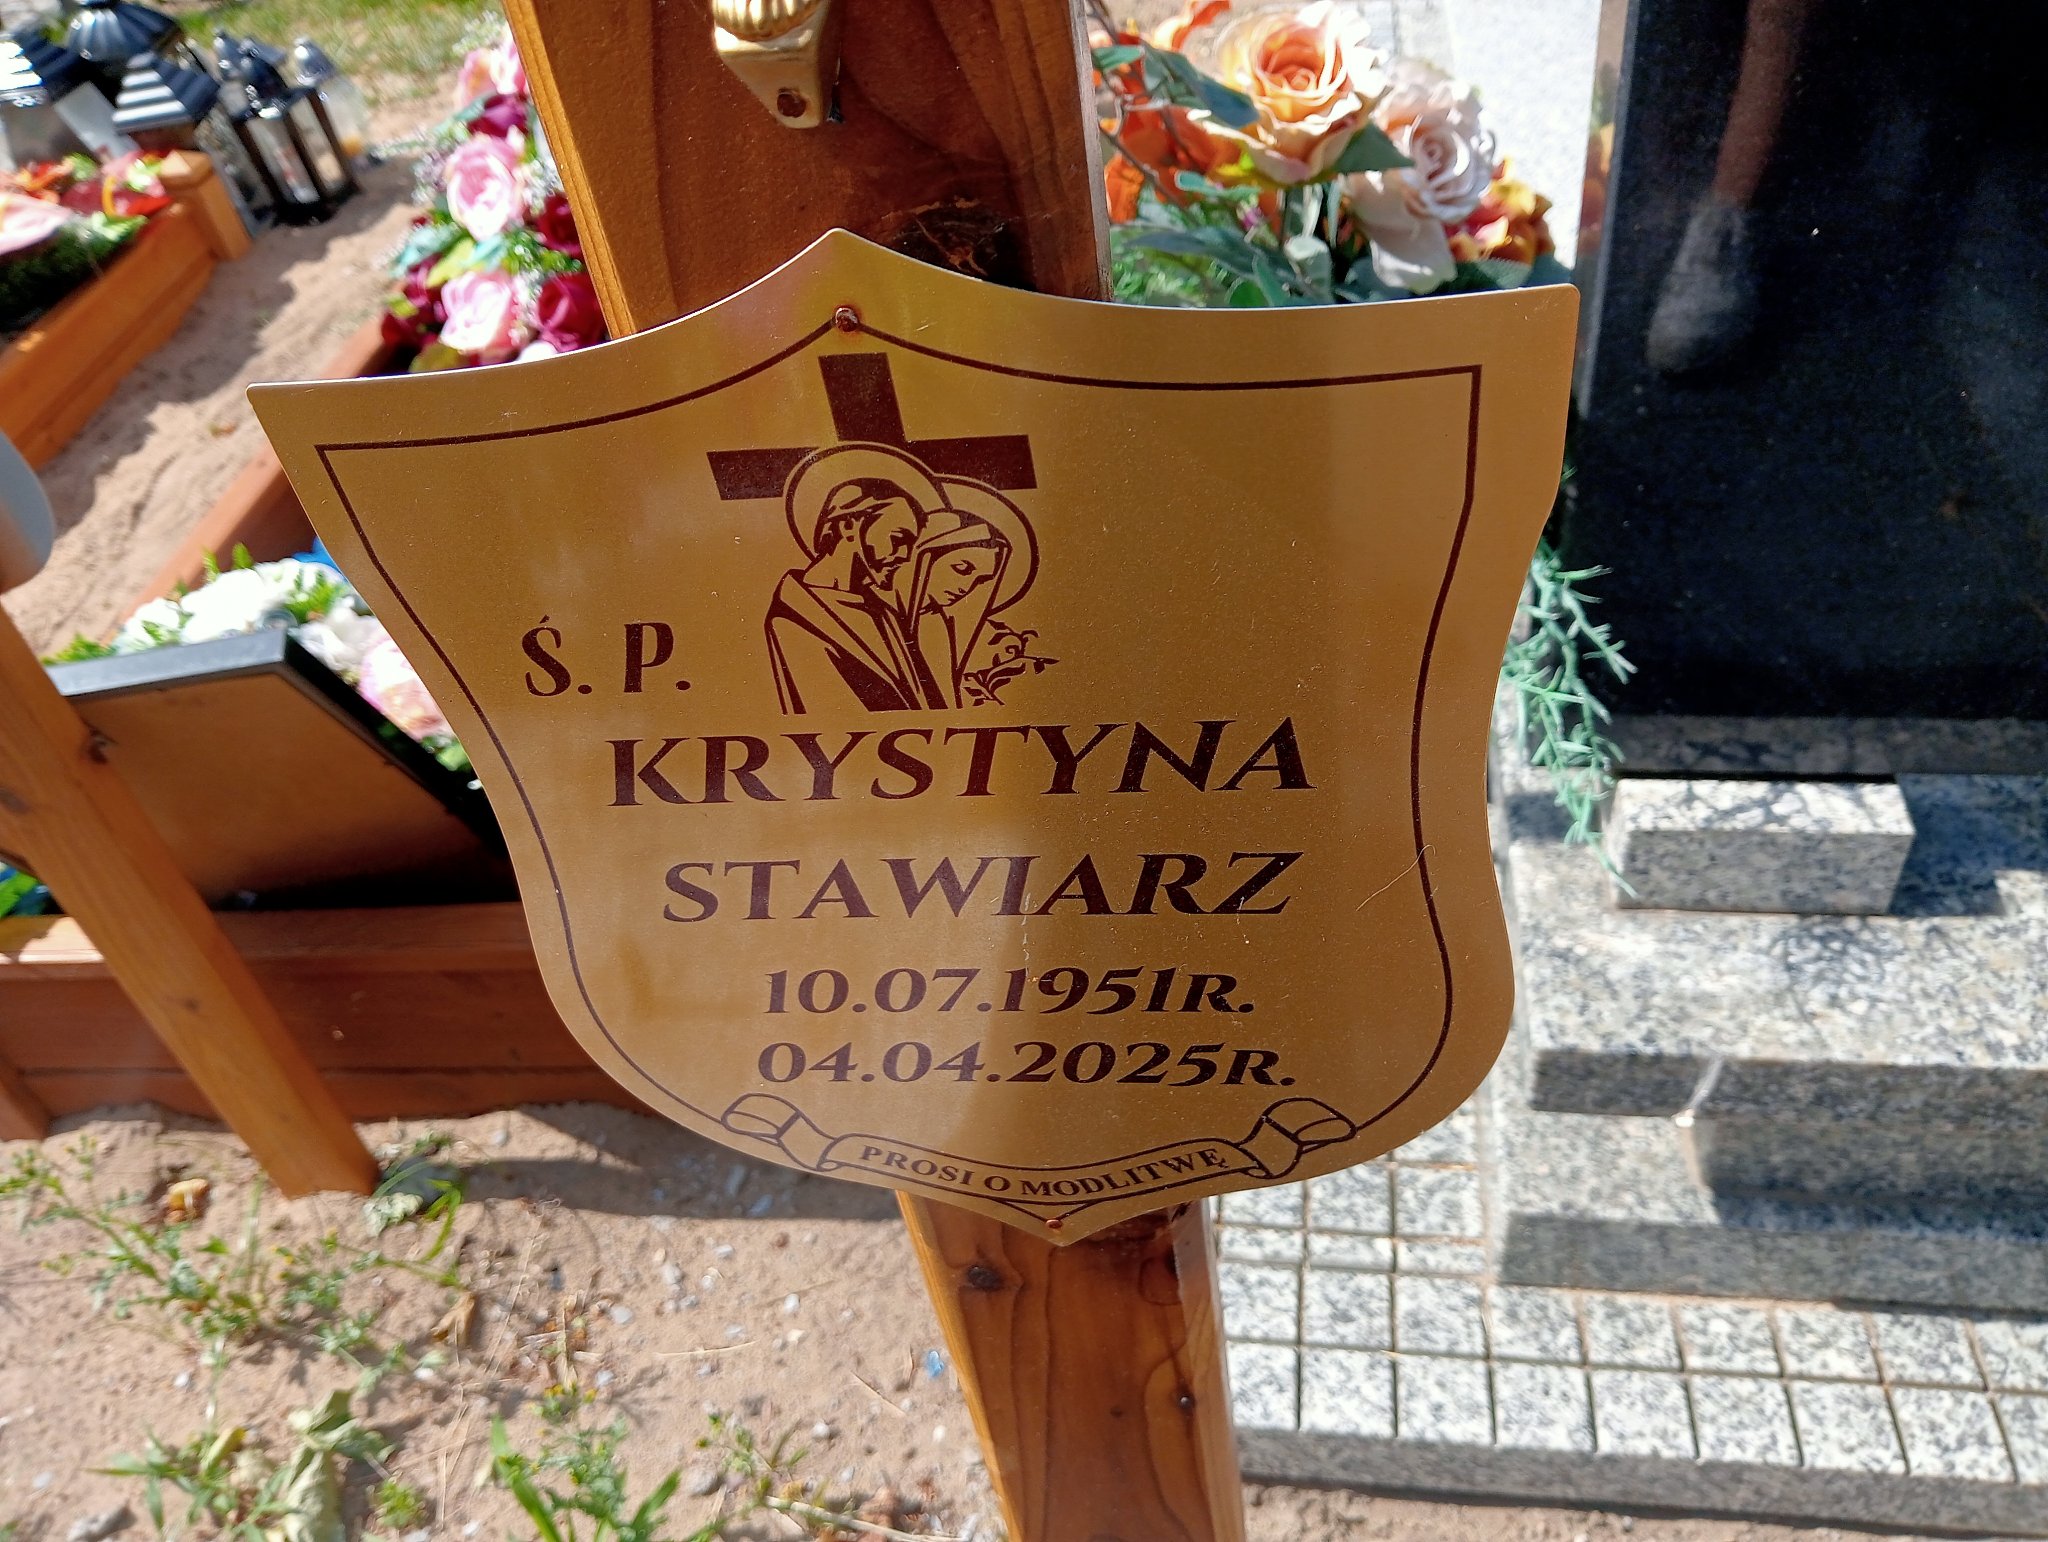 Ś. P.
KRYSTYNA
STAWIARZ
10.07.1951R.
04.04.2025R.
PROSI O MODLITWĘ